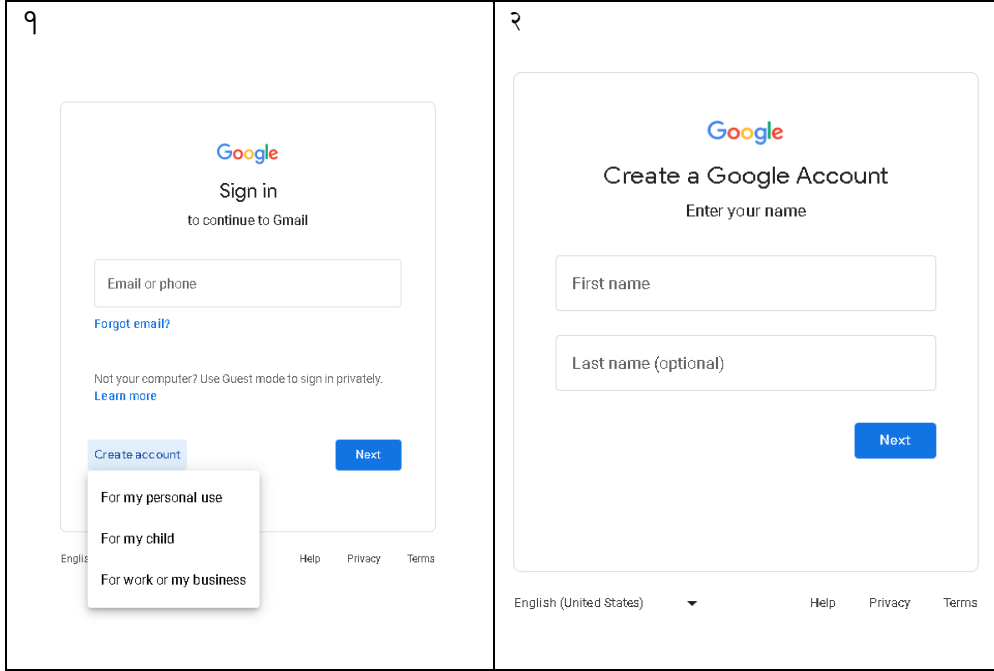 १
Google
Sign in
to continue to Gmail
Email or phone
Forgot email?
Not your computer? Use Guest mode to sign in privately.
Learn more
Create account
Next
For my personal use
For my child
For work or my business
Englis
Help Privacy Terms
२
Google
Create a Google Account
Enter your name
First name
Last name (optional)
Next
English (United States)
Help Privacy Terms